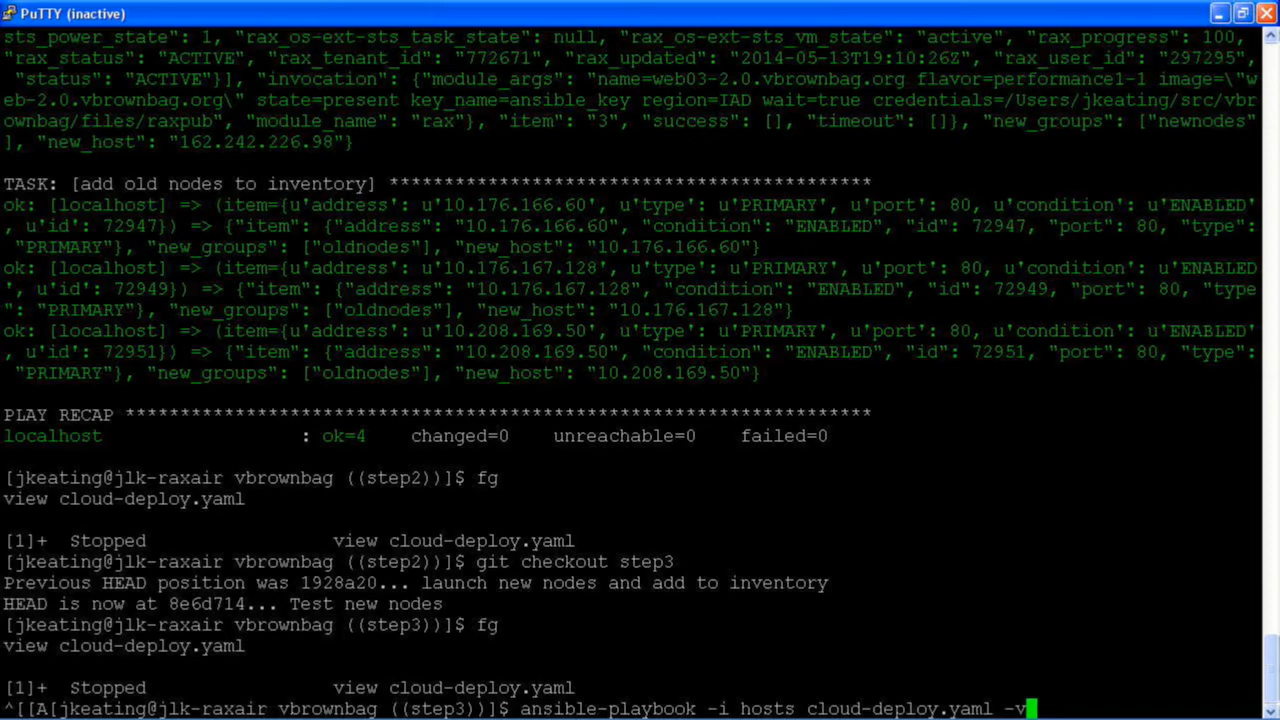 PuTTY (inactive)
sts_power_state": 1, "rax_os-ext-sts_task_state": null, "rax_os-ext-sts_vm_state": "active", "rax_progress": 100,
"rax_status": "ACTIVE", "rax_tenant_id": "772671", "rax_updated": "2014-05-13T19:10:26Z", "rax_user_id": "297295",
 "status": "ACTIVE"}], "invocation": {"module_args": "name=web03-2.0.vbrownbag.org flavor=performance1-1 image=\"w
eb-2.0.vbrownbag.org\" state=present key_name=ansible_key region=IAD wait=true credentials=/Users/jkeating/src/vbr
ownbag/files/raxpub", "module_name": "rax"}, "item": "3", "success": [], "timeout": []}, "new_groups": ["newnodes"
], "new_host": "162.242.226.98"}
TASK: [add old nodes to inventory] ********************************************
ok: [localhost] => (item={u'address': u'10.176.166.60', u'type': u'PRIMARY', u'port': 80, u'condition': u'ENABLED'
, u'id': 72947}) => {"item": {"address": "10.176.166.60", "condition": "ENABLED", "id": 72947, "port": 80, "type":
 "PRIMARY"}, "new_groups": ["oldnodes"], "new_host": "10.176.166.60"}
ok: [localhost] => (item={u'address': u'10.176.167.128', u'type': u'PRIMARY', u'port': 80, u'condition': u'ENABLED
', u'id': 72949}) => {"item": {"address": "10.176.167.128", "condition": "ENABLED", "id": 72949, "port": 80, "type
": "PRIMARY"}, "new_groups": ["oldnodes"], "new_host": "10.176.167.128"}
ok: [localhost] => (item={u'address': u'10.208.169.50', u'type': u'PRIMARY', u'port': 80, u'condition': u'ENABLED'
, u'id': 72951}) => {"item": {"address": "10.208.169.50", "condition": "ENABLED", "id": 72951, "port": 80, "type":
 "PRIMARY"}, "new_groups": ["oldnodes"], "new_host": "10.208.169.50"}
PLAY RECAP ********************************************************************
localhost                  : ok=4    changed=0    unreachable=0    failed=0
[jkeating@jlk-raxair vbrownbag ((step2))]$ fg
view cloud-deploy.yaml
[1]+  Stopped                 view cloud-deploy.yaml
[jkeating@jlk-raxair vbrownbag ((step2))]$ git checkout step3
Previous HEAD position was 1928a20... launch new nodes and add to inventory
HEAD is now at 8e6d714... Test new nodes
[jkeating@jlk-raxair vbrownbag ((step3))]$ fg
view cloud-deploy.yaml
[1]+  Stopped                 view cloud-deploy.yaml
^[[A[jkeating@jlk-raxair vbrownbag ((step3))]$ ansible-playbook -i hosts cloud-deploy.yaml -v